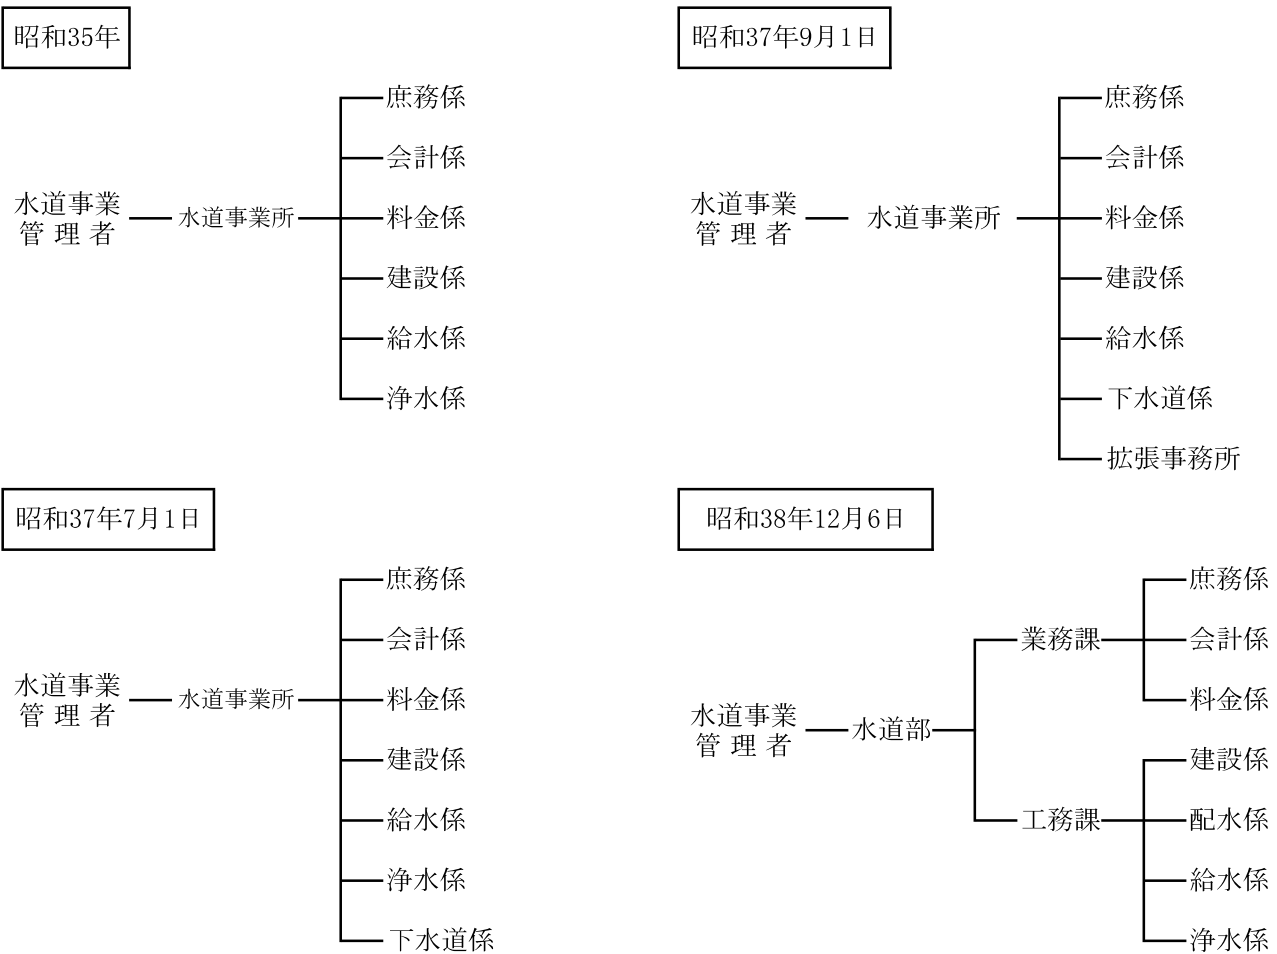 昭和35年
水道事業
管理者
水道事業所
庶務係
会計係
料金係
建設係
給水係
浄水係
昭和37年9月1日
水道事業
管理者
水道事業所
庶務係
会計係
料金係
建設係
給水係
下水道係
拡張事務所
昭和37年7月1日
水道事業
管理者
水道事業所
庶務係
会計係
料金係
建設係
給水係
浄水係
下水道係
昭和38年12月6日
水道事業
管理者
水道部
業務課
庶務係
会計係
料金係
工務課
建設係
配水係
給水係
浄水係